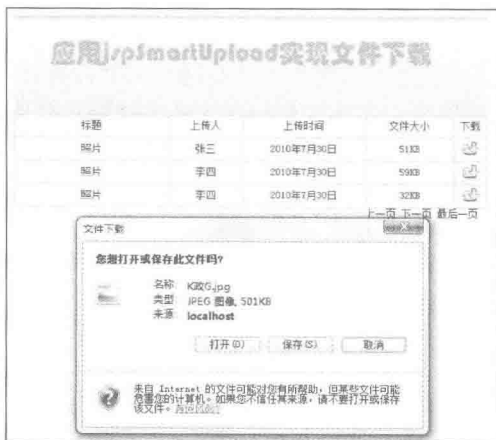 应用jspSmartUpload实现文件下载
标题 上传人 上传时间 文件大小 下载
照片 张三 2010年7月30日 51KB
照片 李四 2010年7月30日 59KB
照片 李四 2010年7月30日 32KB
上一页 下一页 最后一页
文件下载
您想打开或保存此文件吗?
名称:
类型: JPEG 图像, 501KB
来源: localhost
打开(O) 保存(S) 取消
来自 Internet 的文件可能对您有所帮助,但某些文件可能
危害您的计算机。如果您不信任其来源,请不要打开或保存
该文件。